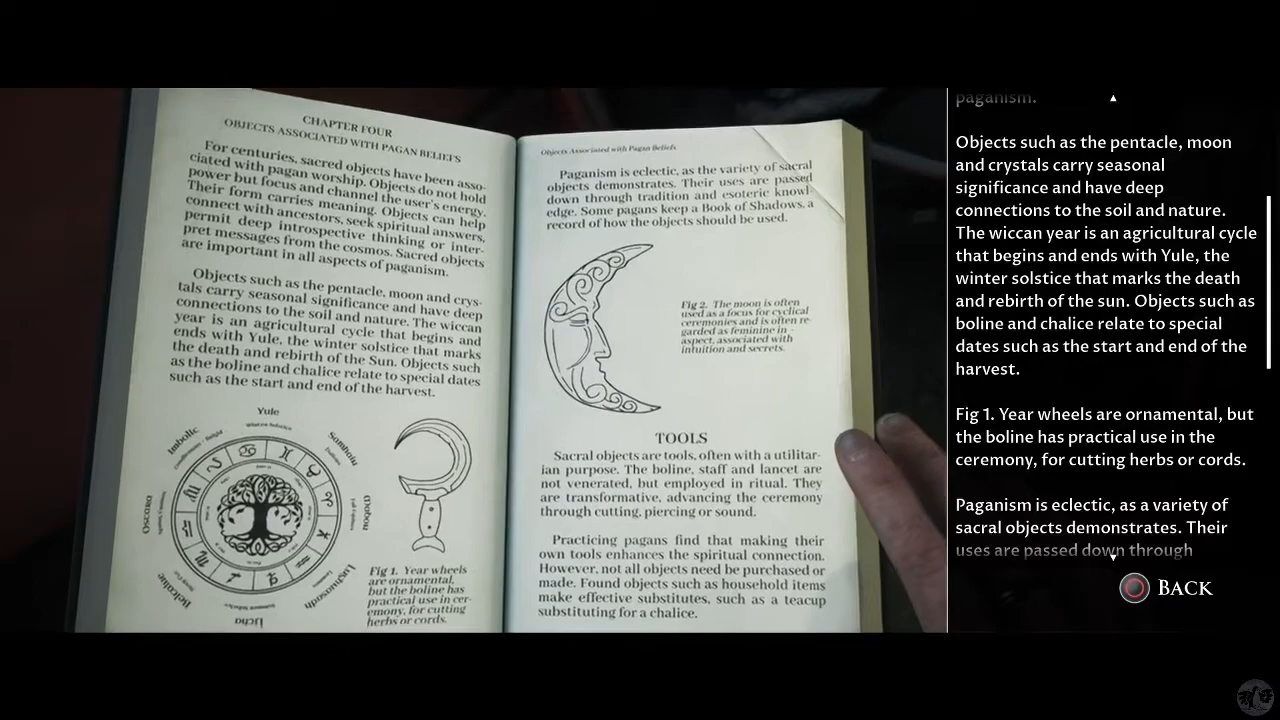 CHAPTER FOUR
OBJECTS ASSOCIATED WITH PAGAN BELIEFS
For centuries, sacred objects have been asso-
ciated with pagan worship. Objects do not hold
power but focus and channel the user's energy.
Their form carries meaning. Objects can help
connect with ancestors, seek spiritual answers,
permit deep introspective thinking or inter-
pret messages from the cosmos. Sacred objects
are important in all aspects of paganism.
Objects such as the pentacle, moon and crys-
tals carry seasonal significance and have deep
connections to the soil and nature. The wiccan
year is an agricultural cycle that begins and
ends with Yule, the winter solstice that marks
the death and rebirth of the Sun. Objects such
as the boline and chalice relate to special dates
such as the start and end of the harvest.
Yule
Imbolic
Ostara
Samhain
Mabon
Lughnasadh
Litha
Fig 1. Year wheels
are ornamental,
but the boline has
practical use in cer-
emony, for cutting
herbs or cords.
Objects Associated with Pagan Beliefs
Paganism is eclectic, as the variety of sacral
objects demonstrates. Their uses are passed
down through tradition and esoteric knowl-
edge. Some pagans keep a Book of Shadows, a
record of how the objects should be used.
Fig 2. The moon is often
used as a focus for cyclical
ceremonies and is often re-
garded as feminine in
aspect, associated with
intuition and secrets.
TOOLS
Sacral objects are tools, often with a utilitar-
ian purpose. The boline, staff and lancet are
not venerated, but employed in ritual. They
are transformative, advancing the ceremony
through cutting, piercing or sound.
Practicing pagans find that making their
own tools enhances the spiritual connection.
However, not all objects need be purchased or
made. Found objects such as household items
make effective substitutes, such as a teacup
substituting for a chalice.
paganism.
Objects such as the pentacle, moon
and crystals carry seasonal
significance and have deep
connections to the soil and nature.
The wiccan year is an agricultural cycle
that begins and ends with Yule, the
winter solstice that marks the death
and rebirth of the sun. Objects such as
boline and chalice relate to special
dates such as the start and end of the
harvest.
Fig 1. Year wheels are ornamental, but
the boline has practical use in the
ceremony, for cutting herbs or cords.
Paganism is eclectic, as a variety of
sacral objects demonstrates. Their
uses are passed down through
BACK